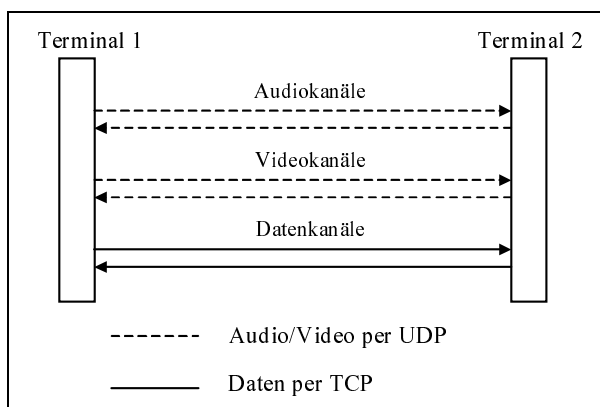 Terminal 1
Terminal 2
Audiokanäle
Videokanäle
Datenkanäle
Audio/Video per UDP
Daten per TCP